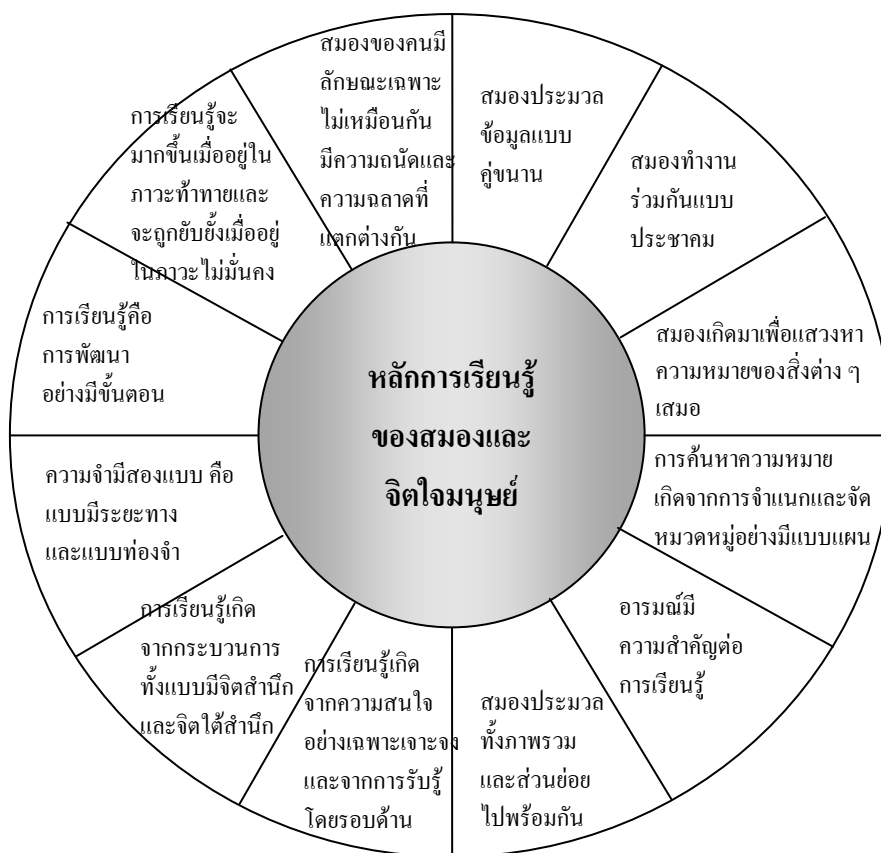 หลักการเรียนรู้
ของสมองและ
จิตใจมนุษย์
สมองประมวล
ข้อมูลแบบ
คู่ขนาน
สมองทำงาน
ร่วมกันแบบ
ประชาคม
สมองเกิดมาเพื่อแสวงหา
ความหมายของสิ่งต่าง ๆ
เสมอ
การค้นหาความหมาย
เกิดจากการจำแนกและจัด
หมวดหมู่อย่างมีแบบแผน
อารมณ์มี
ความสำคัญต่อ
การเรียนรู้
สมองประมวล
ทั้งภาพรวม
และส่วนย่อย
ไปพร้อมกัน
การเรียนรู้เกิด
จากความสนใจ
อย่างเฉพาะเจาะจง
และจากการรับรู้
โดยรอบด้าน
การเรียนรู้เกิด
จากกระบวนการ
ทั้งแบบมีจิตสำนึก
และจิตใต้สำนึก
ความจำมีสองแบบ คือ
แบบมีระยะทาง
และแบบท่องจำ
การเรียนรู้คือ
การพัฒนา
อย่างมีขั้นตอน
การเรียนรู้จะ
มากขึ้นเมื่ออยู่ใน
ภาวะท้าทายและ
จะถูกยับยั้งเมื่ออยู่
ในภาวะไม่มั่นคง
สมองของคนมี
ลักษณะเฉพาะ
ไม่เหมือนกัน
มีความถนัดและ
ความฉลาดที่
แตกต่างกัน